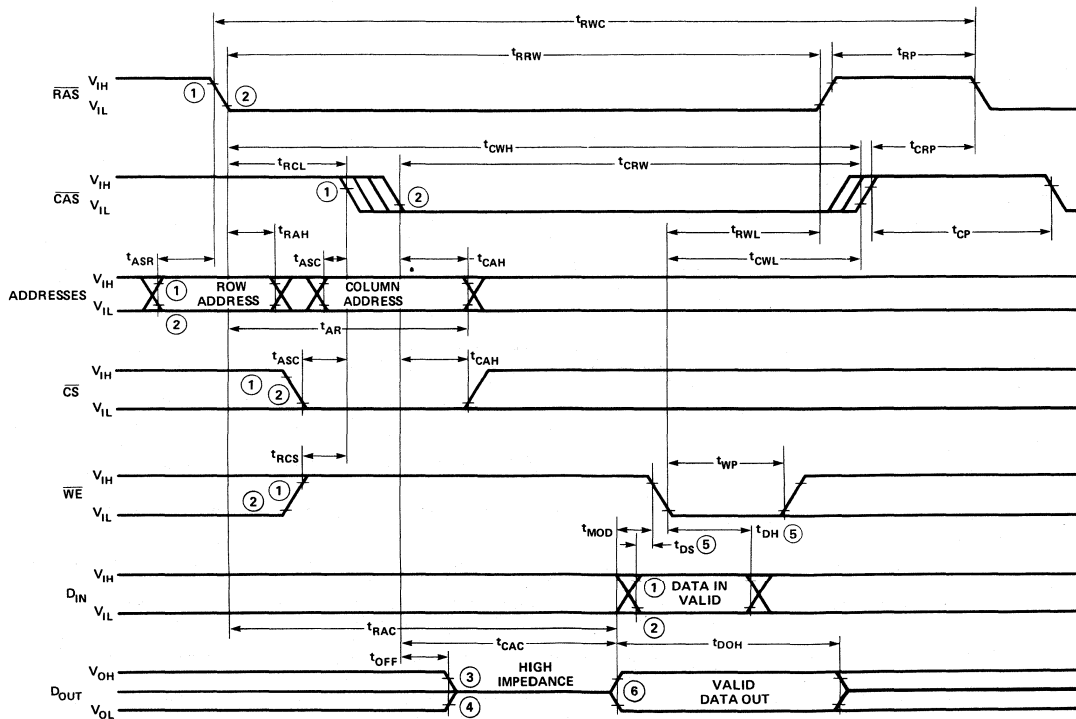 tRWC
tRRW
tRP
RAS
VIH
VIL
①
②
tCWH
tRCL
tCRW
tCRP
CAS
VIH
VIL
①
②
tRAH
tRWL
tCP
tASR
tASC
tCAH
tCWL
ADDRESSES
VIH
VIL
①
ROW ADDRESS
COLUMN ADDRESS
②
tAR
tASC
tCAH
CS
VIH
VIL
①
②
tRCS
tWP
WE
VIH
VIL
①
②
tMOD
tDS ⑤
tDH ⑤
DIN
VIH
VIL
①
DATA IN VALID
②
tRAC
tCAC
tDOH
tOFF
DOUT
VOH
VOL
③
④
HIGH IMPEDANCE
⑥
VALID DATA OUT